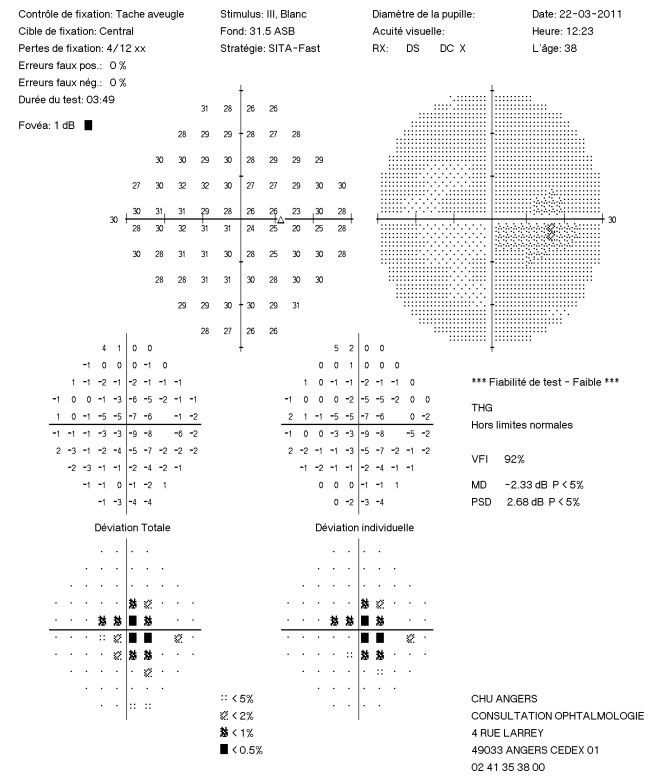 Contrôle de fixation: Tache aveugle
Cible de fixation: Central
Pertes de fixation: 4/12 xx
Erreurs faux pos.: 0 %
Erreurs faux nég.: 0 %
Durée du test: 03:49
Fovéa: 1 dB
Stimulus: III, Blanc
Fond: 31.5 ASB
Stratégie: SITA-Fast
Diamètre de la pupille:
Acuité visuelle:
RX: DS DC X
Date: 22-03-2011
Heure: 12:23
L'âge: 38
31 28 26 26
28 29 29 28 27 28
30 30 29 30 28 29 29 29
27 30 32 32 30 27 27 29 30 30
30 30 31 31 29 28 26 26 23 30 28 30
28 30 32 31 31 24 25 20 25 28
30 28 31 31 31 28 25 30 30 28
28 28 31 31 30 28 30 30
29 29 30 30 29 31
28 27 26 26
4 1 0 0
-1 0 0 0 0 -1
1 -1 -1 -2 -1 -2 -1 -1
-1 0 0 -1 -3 -6 -5 -2 -1 -1
1 0 -1 -5 -5 -7 -6 -1 -2
-1 -1 -1 -3 -3 -9 -8 -6 -2
2 -3 -1 -2 -4 -5 -7 -2 -2 -1
-2 -3 -1 -2 -4 -2 -1 -1
-1 -1 0 -1 -2 1
-1 -3 -4 -4
5 2 0 0
0 0 1 0 0 0
1 0 -1 -1 -2 -1 -1 0
-1 0 0 0 -2 -5 -5 -2 0 0
2 1 -1 -5 -5 -7 -6 0 -2
-1 0 0 -3 -3 -9 -8 -5 -2
2 -2 -1 -2 -3 -5 -7 -2 -2 -1
-1 -2 -1 -1 -4 -2 -1 0
-1 -1 0 0 -1 1
0 -2 -3 -4
*** Fiabilité de test - Faible ***
THG
Hors limites normales
VFI 92%
MD -2.33 dB P < 5%
PSD 2.68 dB P < 5%
Déviation Totale
Déviation individuelle
< 5%
< 2%
< 1%
< 0.5%
CHU ANGERS
CONSULTATION OPHTALMOLOGIE
4 RUE LARREY
49033 ANGERS CEDEX 01
02 41 35 38 00